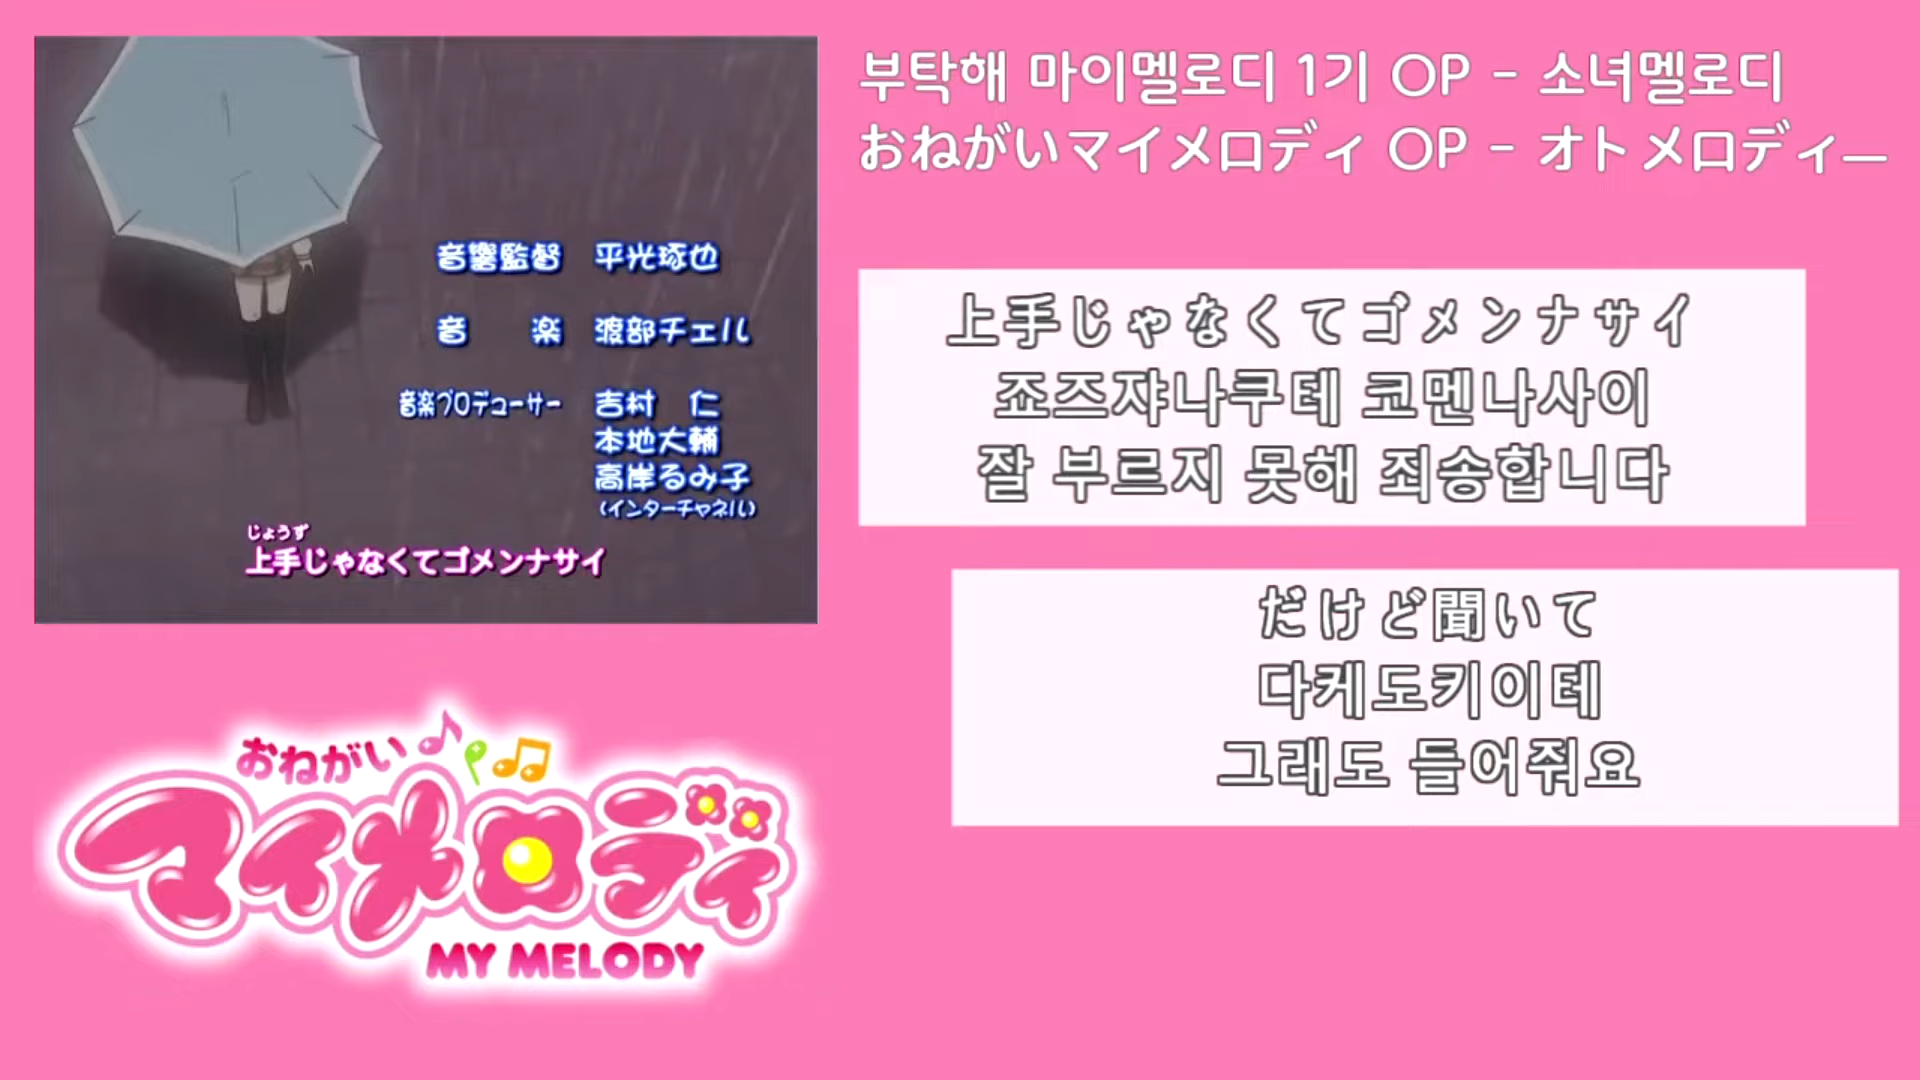 부탁해 마이멜로디 1기 OP - 소녀멜로디
おねがいマイメロディ OP - オトメロディー
音響監督 平光琢也
音楽 渡部チェル
音楽プロデューサー 吉村 仁
本地大輔
高岸るみ子
(インターチャネル)
じょうず
上手じゃなくてゴメンナサイ
上手じゃなくてゴメンナサイ
죠즈쟈나쿠테 코멘나사이
잘 부르지 못해 죄송합니다
だけど聞いて
다케도키이테
그래도 들어줘요
おねがい
マイメロディ
MY MELODY